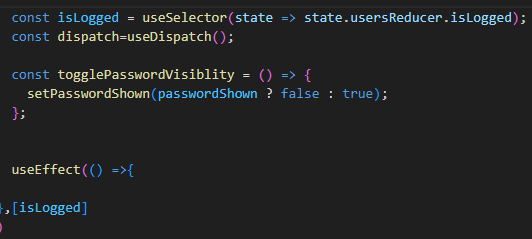 const isLogged = useSelector(state => state.usersReducer.isLogged);
const dispatch=useDispatch();
const togglePasswordVisiblity = () => {
setPasswordShown(passwordShown ? false : true);
};
useEffect(() =>{
},[isLogged]
)